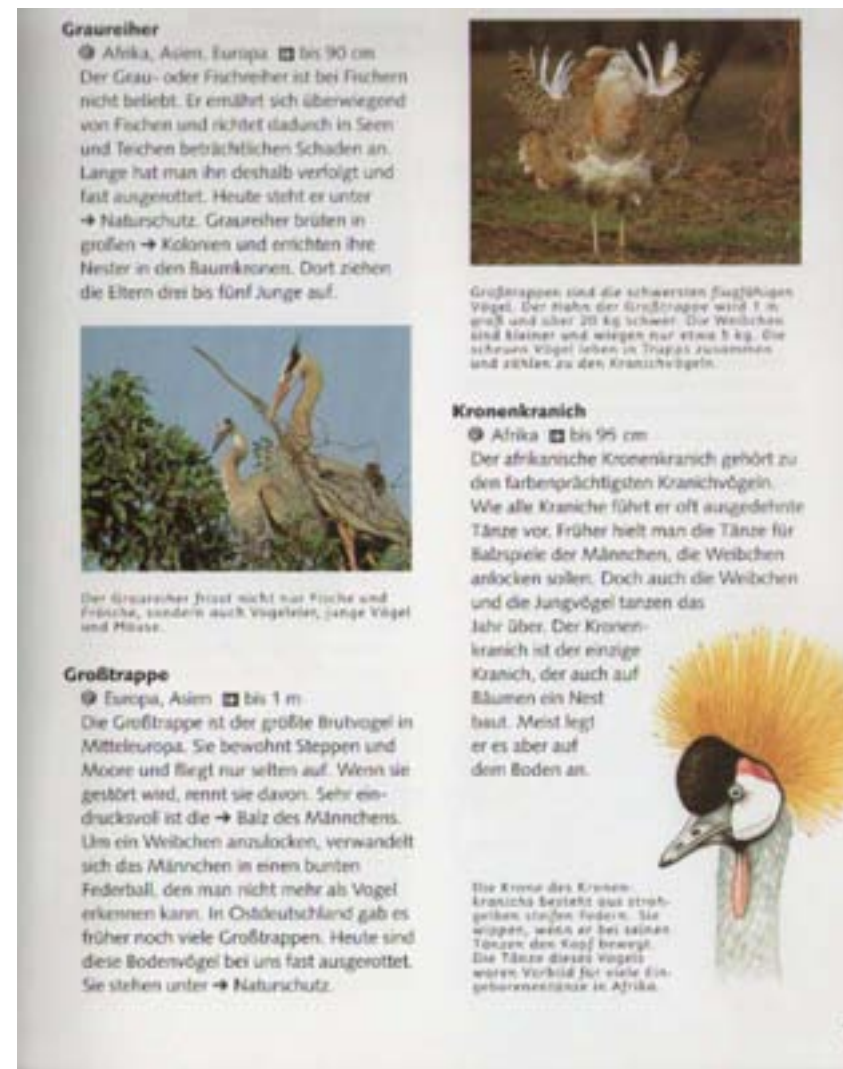 Graureiher
Afrika, Asien, Europa bis 90 cm
Der Grau- oder Fischreiher ist bei Fischern
nicht beliebt. Er ernährt sich überwiegend
von Fischen und richtet dadurch in Seen
und Teichen beträchtlichen Schaden an.
Lange hat man ihn deshalb verfolgt und
fast ausgerottet. Heute steht er unter
→ Naturschutz. Graureiher brüten in
großen → Kolonien und errichten ihre
Nester in den Baumkronen. Dort ziehen
die Eltern drei bis fünf Junge auf.
Der Graureiher frisst nicht nur Fische und
Frösche, sondern auch Vogeleier, junge Vögel
und Mäuse.
Großtrappe
Europa, Asien bis 1 m
Die Großtrappe ist der größte Brutvogel in
Mitteleuropa. Sie bewohnt Steppen und
Moore und fliegt nur selten auf. Wenn sie
gestört wird, rennt sie davon. Sehr ein-
drucksvoll ist die → Balz des Männchens.
Um ein Weibchen anzulocken, verwandelt
sich das Männchen in einen bunten
Federball, den man nicht mehr als Vogel
erkennen kann. In Ostdeutschland gab es
früher noch viele Großtrappen. Heute sind
diese Bodenvögel bei uns fast ausgerottet.
Sie stehen unter → Naturschutz.
Großtrappen sind die schwersten flugfähigen
Vögel. Der Hahn der Großtrappe wird 1 m
groß und über 20 kg schwer. Die Weibchen
sind kleiner und wiegen nur etwa 5 kg. Die
scheuen Vögel leben in Trupps zusammen
und zählen zu den Kranichvögeln.
Kronenkranich
Afrika bis 95 cm
Der afrikanische Kronenkranich gehört zu
den farbenprächtigsten Kranichvögeln.
Wie alle Kraniche führt er oft ausgedehnte
Tänze vor. Früher hielt man die Tänze für
Balzspiele der Männchen, die Weibchen
anlocken sollen. Doch auch die Weibchen
und die Jungvögel tanzen das
Jahr über. Der Kronen-
kranich ist der einzige
Kranich, der auch auf
Bäumen ein Nest
baut. Meist legt
er es aber auf
dem Boden an.
Die Krone des Kronen-
kranichs besteht aus stroh-
gelben steifen Federn. Sie
wippen, wenn er bei seinen
Tänzen den Kopf bewegt.
Die Tänze dieses Vogels
waren Vorbild für viele Ein-
geborenentänze in Afrika.